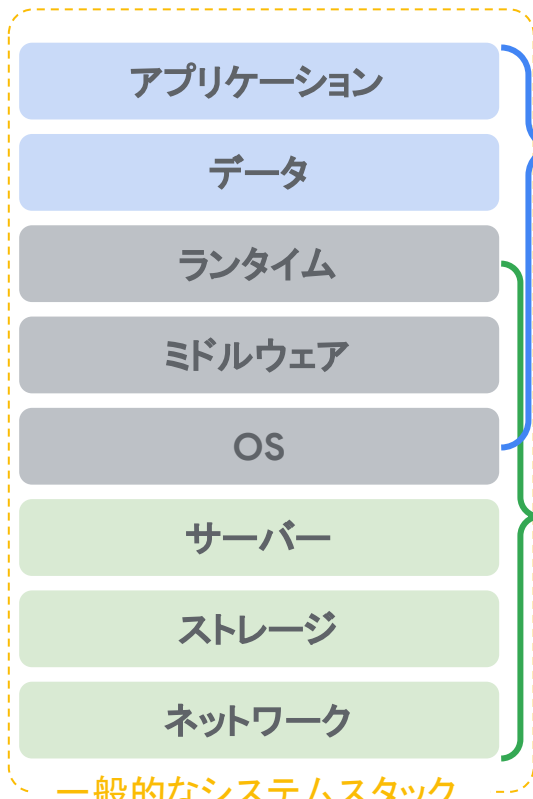 アプリケーション
データ
ランタイム
ミドルウェア
OS
サーバー
ストレージ
ネットワーク
一般的なシステムスタック